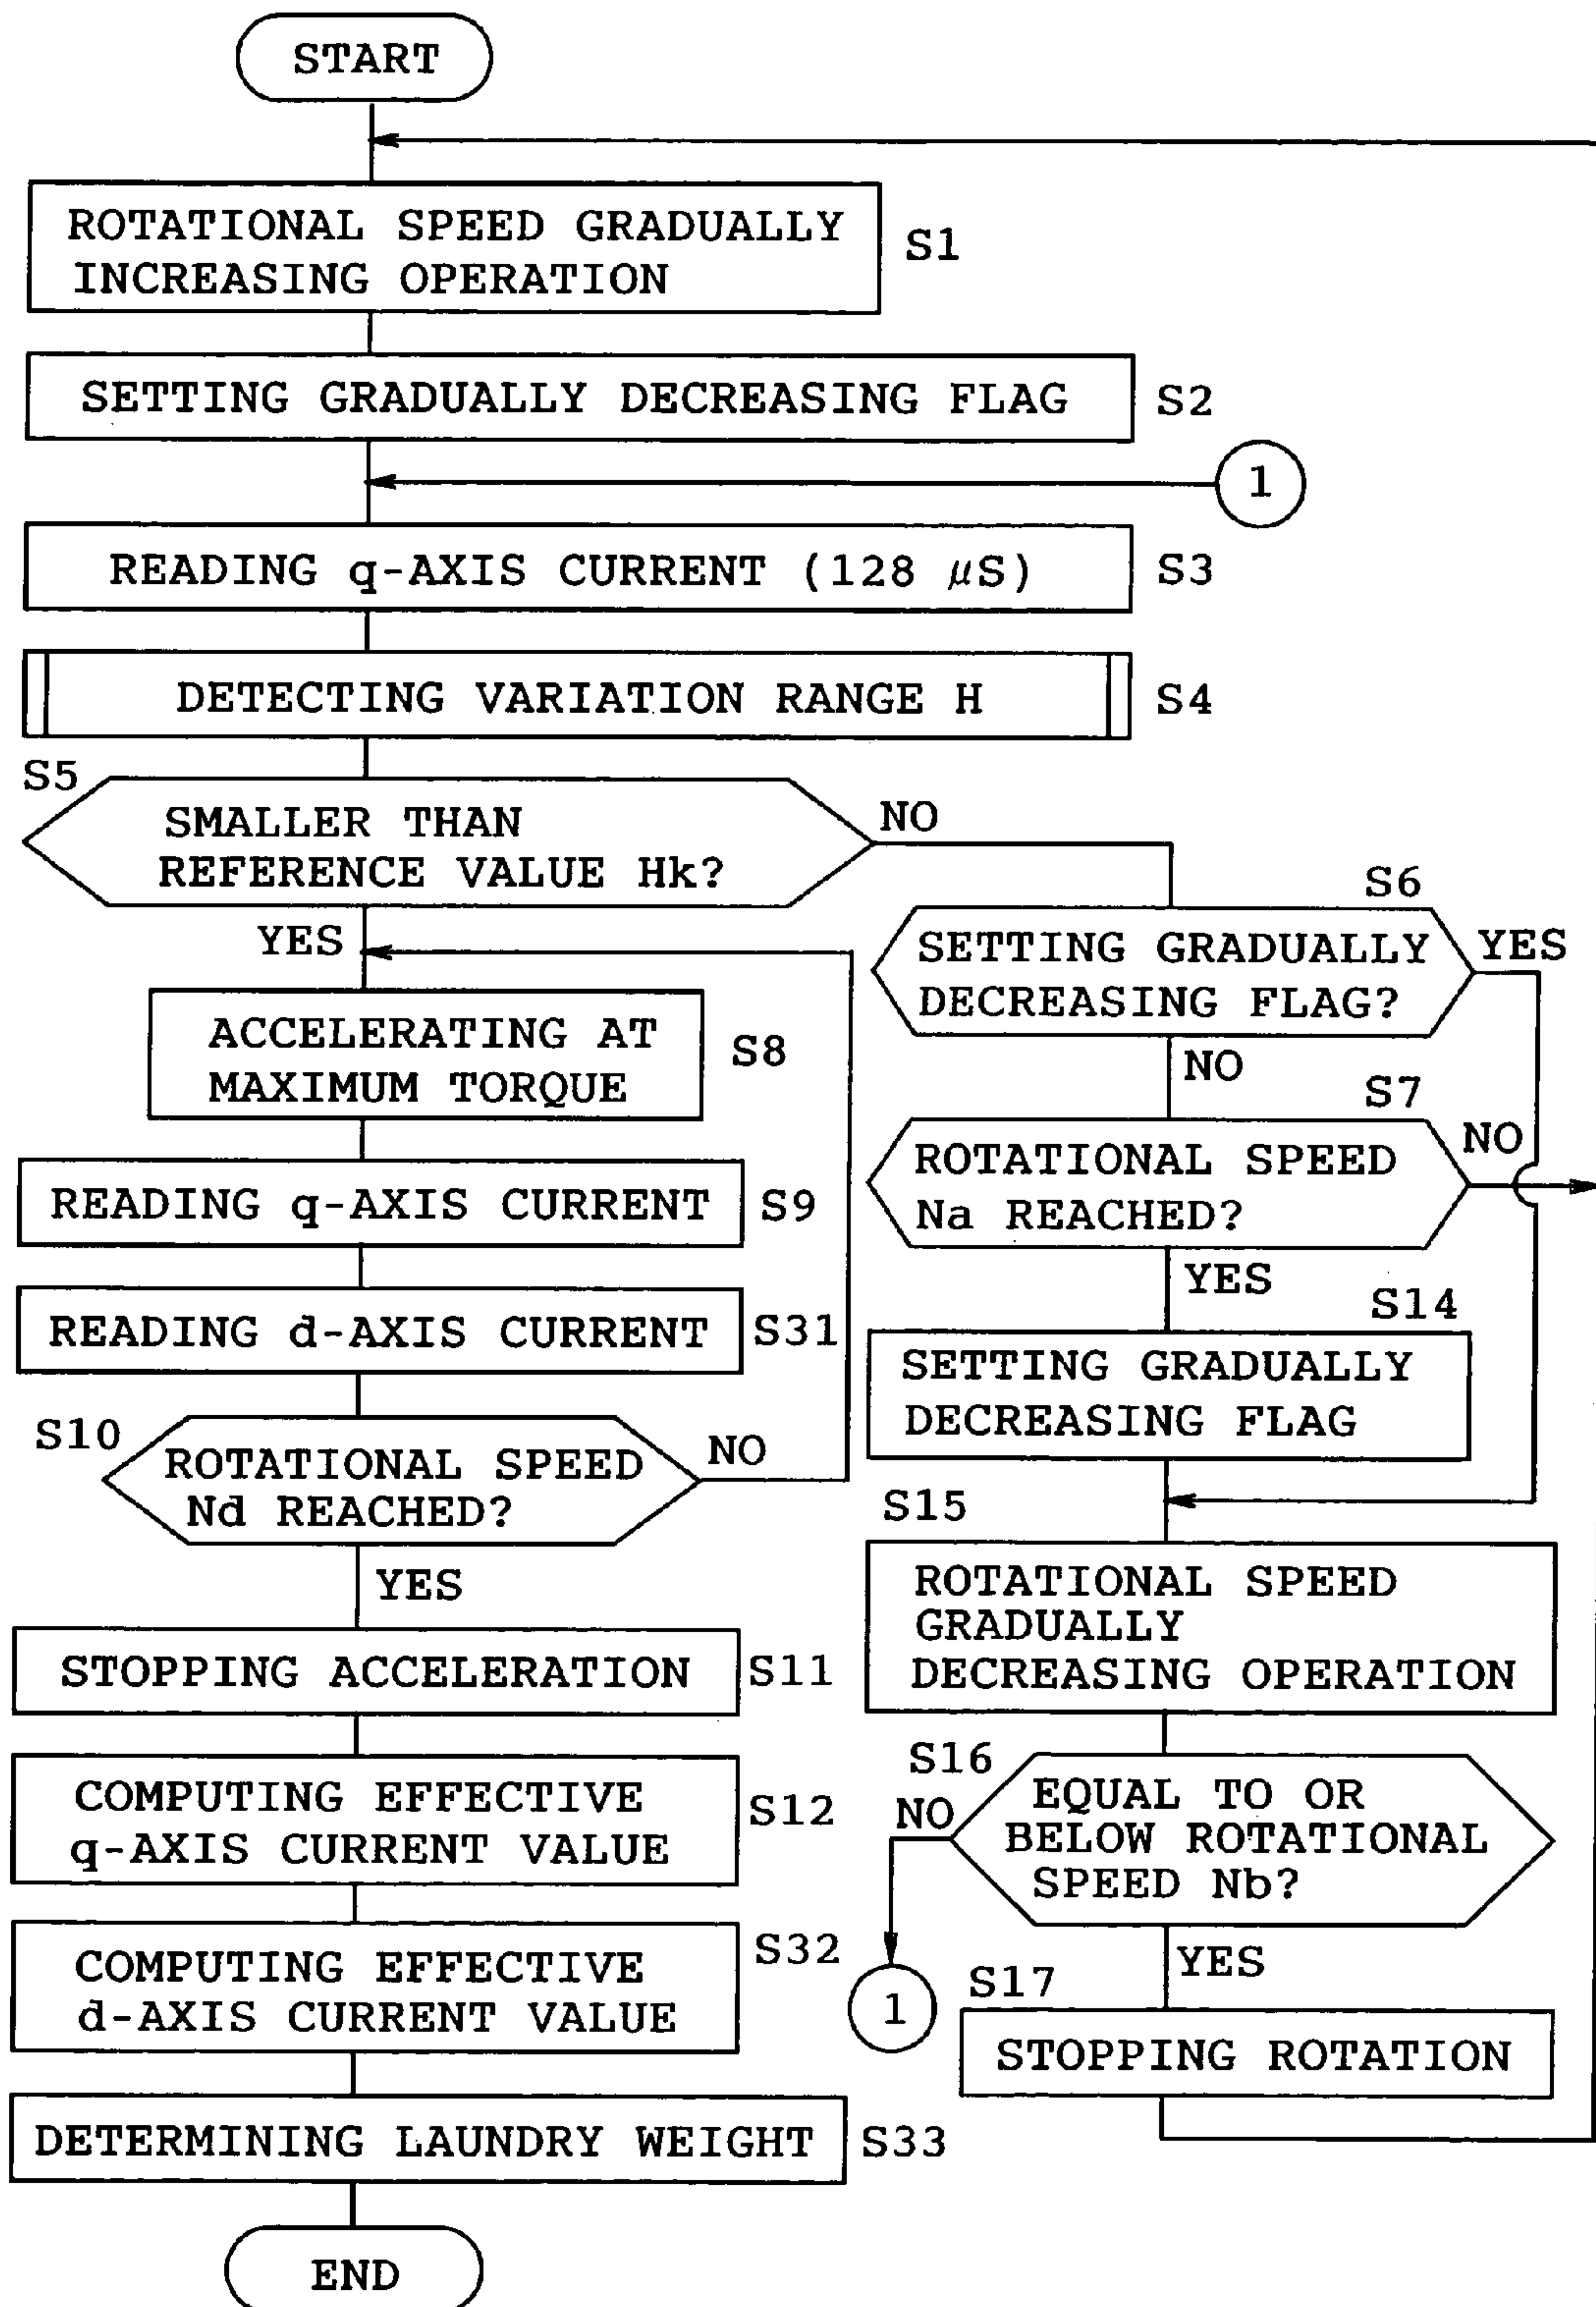 START
ROTATIONAL SPEED GRADUALLY
INCREASING OPERATION
S1
SETTING GRADUALLY DECREASING FLAG
S2
1
READING q-AXIS CURRENT (128 μS)
S3
DETECTING VARIATION RANGE H
S4
S5
SMALLER THAN
REFERENCE VALUE Hk?
NO
YES
S6
SETTING GRADUALLY
DECREASING FLAG?
YES
NO
S7
ROTATIONAL SPEED
Na REACHED?
NO
YES
S14
SETTING GRADUALLY
DECREASING FLAG
S15
ROTATIONAL SPEED
GRADUALLY
DECREASING OPERATION
S16
EQUAL TO OR
BELOW ROTATIONAL
SPEED Nb?
NO
1
YES
S17
STOPPING ROTATION
ACCELERATING AT
MAXIMUM TORQUE
S8
READING q-AXIS CURRENT
S9
READING d-AXIS CURRENT
S31
S10
ROTATIONAL SPEED
Nd REACHED?
NO
YES
STOPPING ACCELERATION
S11
COMPUTING EFFECTIVE
q-AXIS CURRENT VALUE
S12
COMPUTING EFFECTIVE
d-AXIS CURRENT VALUE
S32
DETERMINING LAUNDRY WEIGHT
S33
END